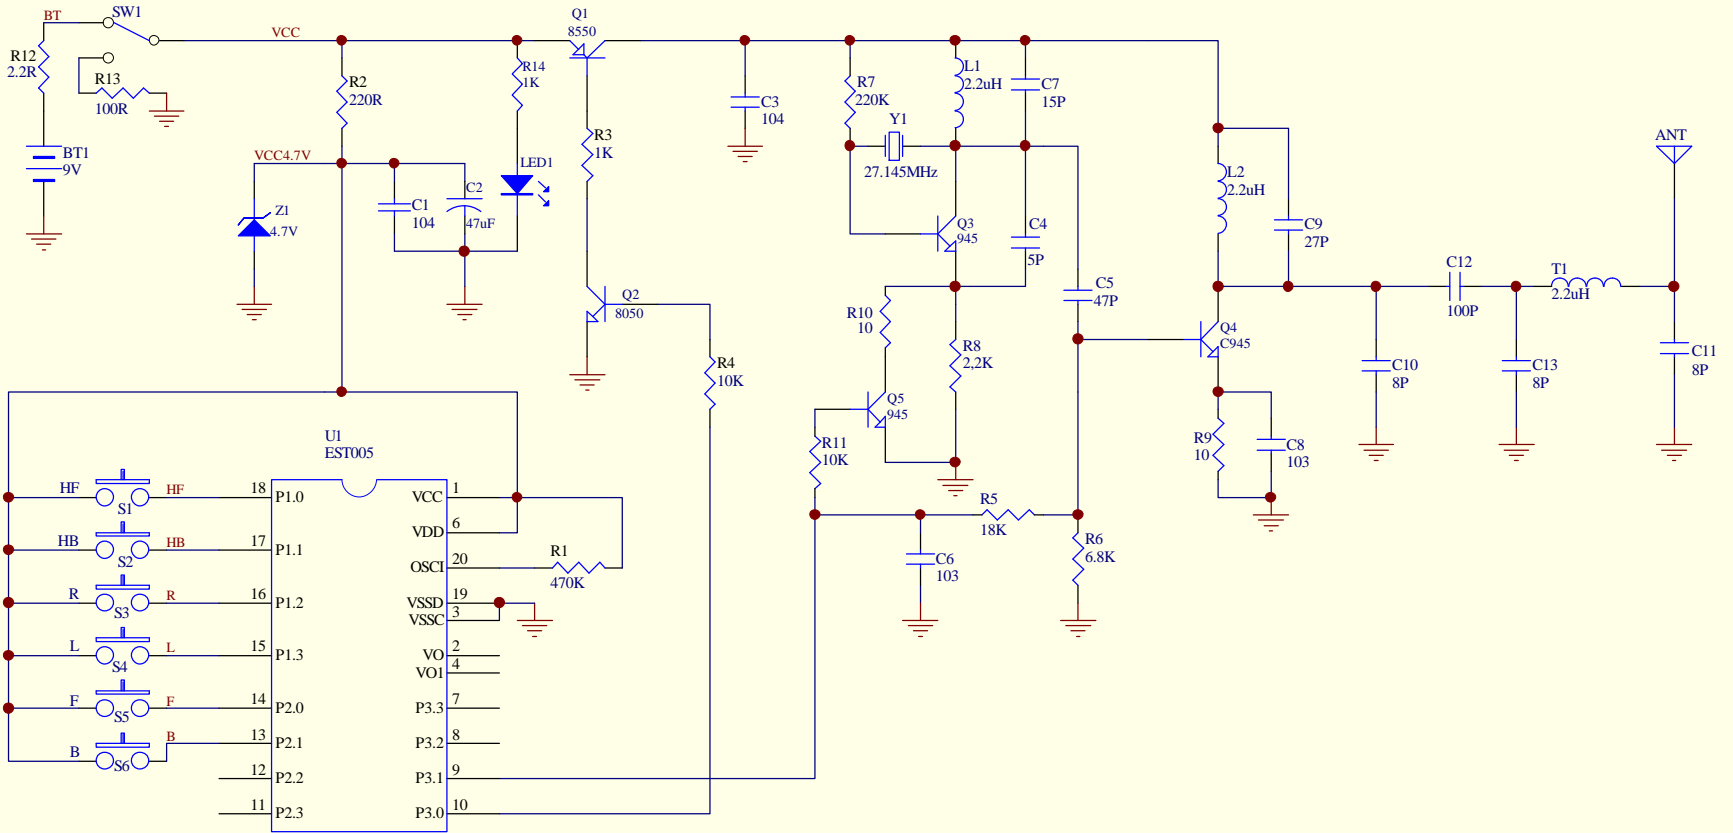 BT
SW1
VCC
Q1
8550
R12
2.2R
R13
100R
BT1
9V
R2
220R
R14
1K
R3
1K
C3
104
R7
220K
L1
2.2uH
C7
15P
Y1
27.145MHz
ANT
VCC4.7V
Z1
4.7V
C1
104
C2
47uF
LED1
Q3
945
C4
5P
L2
2.2uH
C9
27P
Q2
8050
C5
47P
C12
100P
T1
2.2uH
R10
10
R8
2,2K
Q4
C945
C10
8P
C13
8P
C11
8P
R4
10K
Q5
945
R11
10K
R9
10
C8
103
R5
18K
R6
6.8K
C6
103
U1
EST005
HF
S1
HF
18
P1.0
VCC
1
HB
S2
HB
17
P1.1
VDD
6
OSCI
20
R1
470K
R
S3
R
16
P1.2
VSSD
19
VSSC
3
L
S4
L
15
P1.3
VO
2
VO1
4
F
S5
F
14
P2.0
P3.3
7
B
S6
B
13
P2.1
P3.2
8
12
P2.2
P3.1
9
11
P2.3
P3.0
10